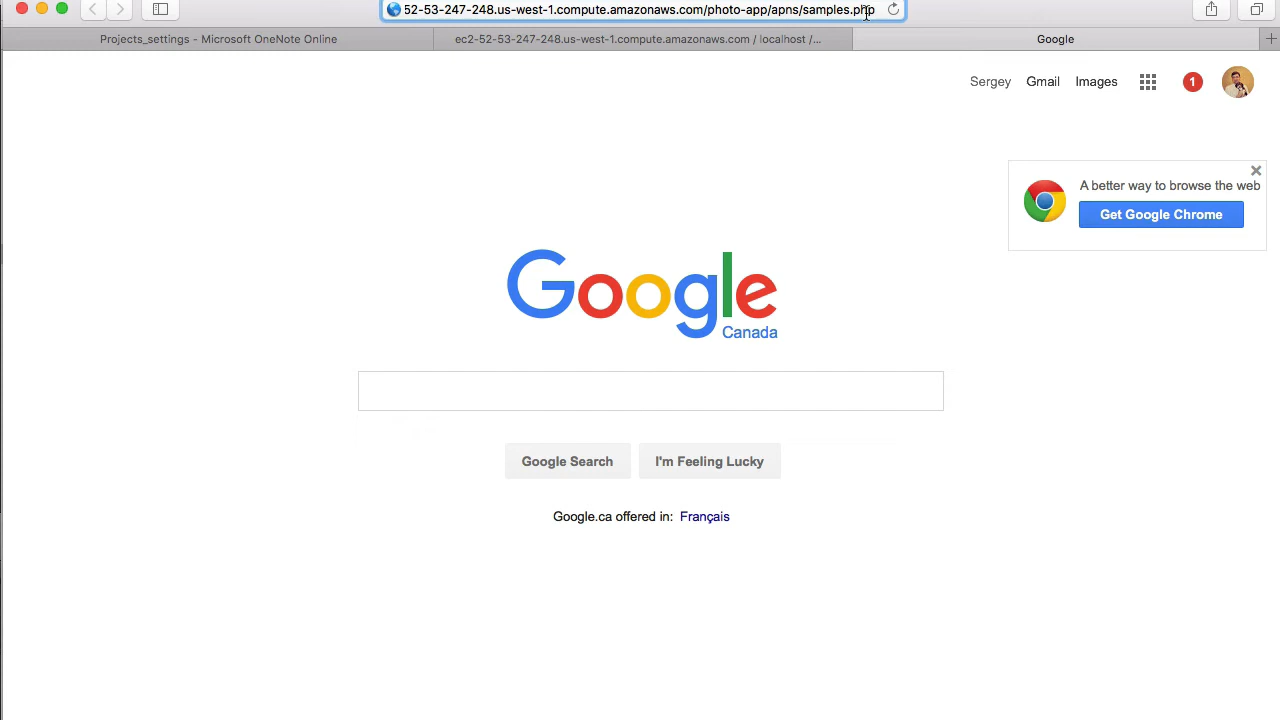 52-53-247-248.us-west-1.compute.amazonaws.com/photo-app/apns/samples.php
Projects_settings - Microsoft OneNote Online
ec2-52-53-247-248.us-west-1.compute.amazonaws.com / localhost /...
Google
Sergey
Gmail
Images
1
A better way to browse the web
Get Google Chrome
Google
Canada
Google Search
I'm Feeling Lucky
Google.ca offered in: Français